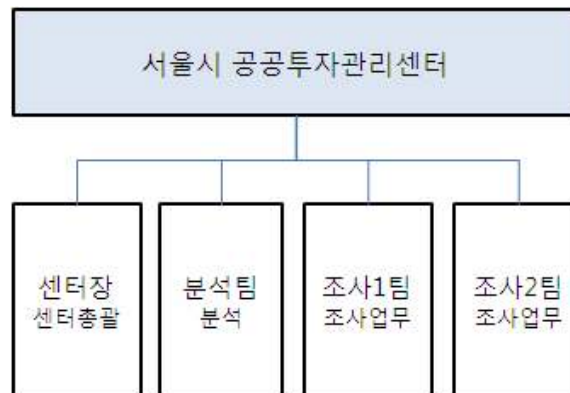 서울시 공공투자관리센터
센터장
센터총괄
분석팀
분석
조사1팀
조사업무
조사2팀
조사업무